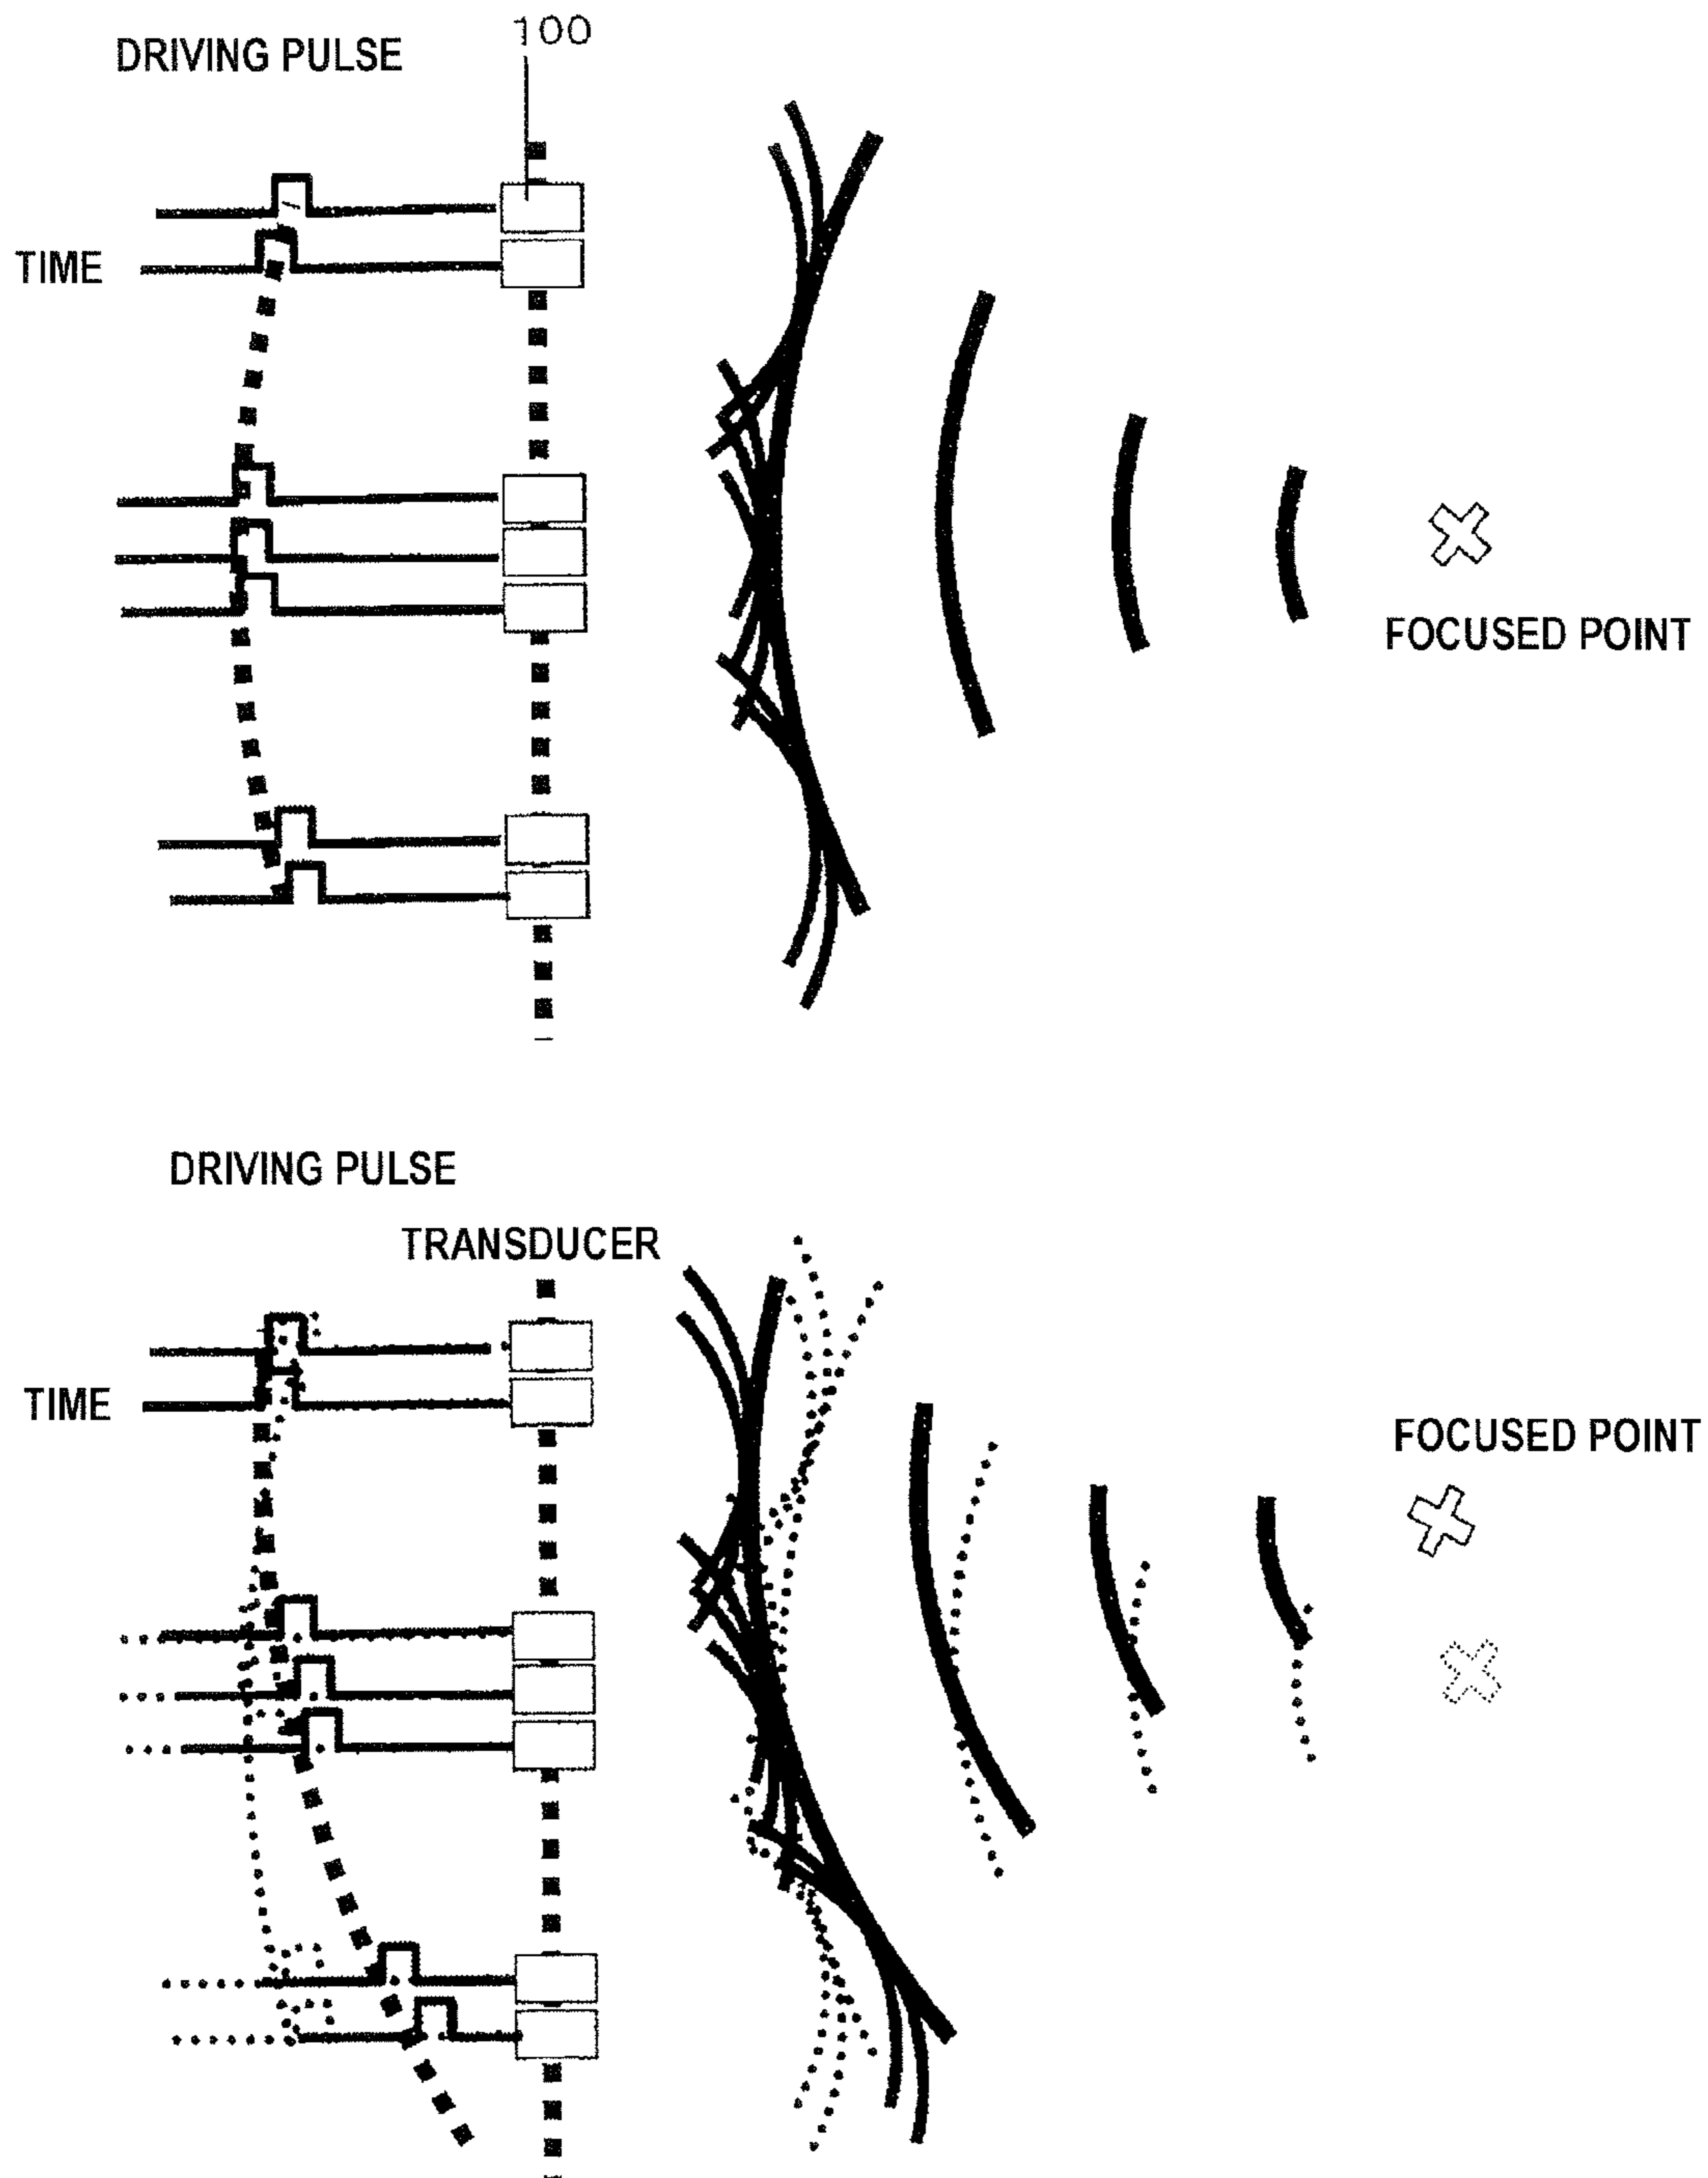 DRIVING PULSE
100
TIME
FOCUSED POINT
DRIVING PULSE
TRANSDUCER
TIME
FOCUSED POINT